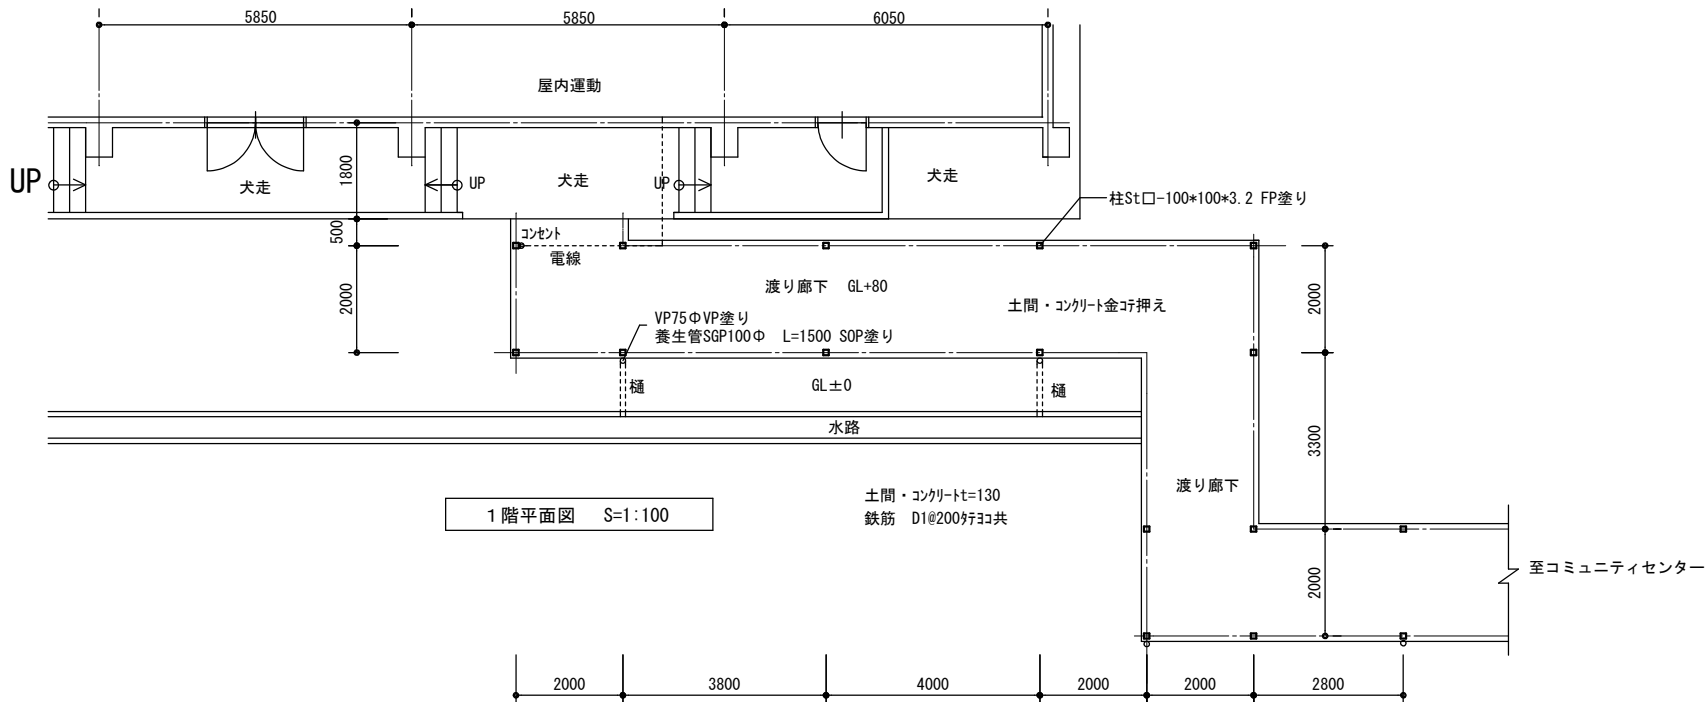 5850
5850
6050
屋内運動
1800
UP
犬走
UP
犬走
UP
犬走
柱St□-100*100*3.2 FP塗り
500
コンセント
電線
2000
渡り廊下 GL+80
土間・コンクリート金コテ押え
2000
VP75ΦVP塗り
養生管SGP100Φ L=1500 SOP塗り
樋
GL±0
樋
水路
3300
渡り廊下
1階平面図 S=1:100
土間・コンクリートt=130
鉄筋 D1@200タテヨコ共
至コミュニティセンター
2000
2000
3800
4000
2000
2000
2800